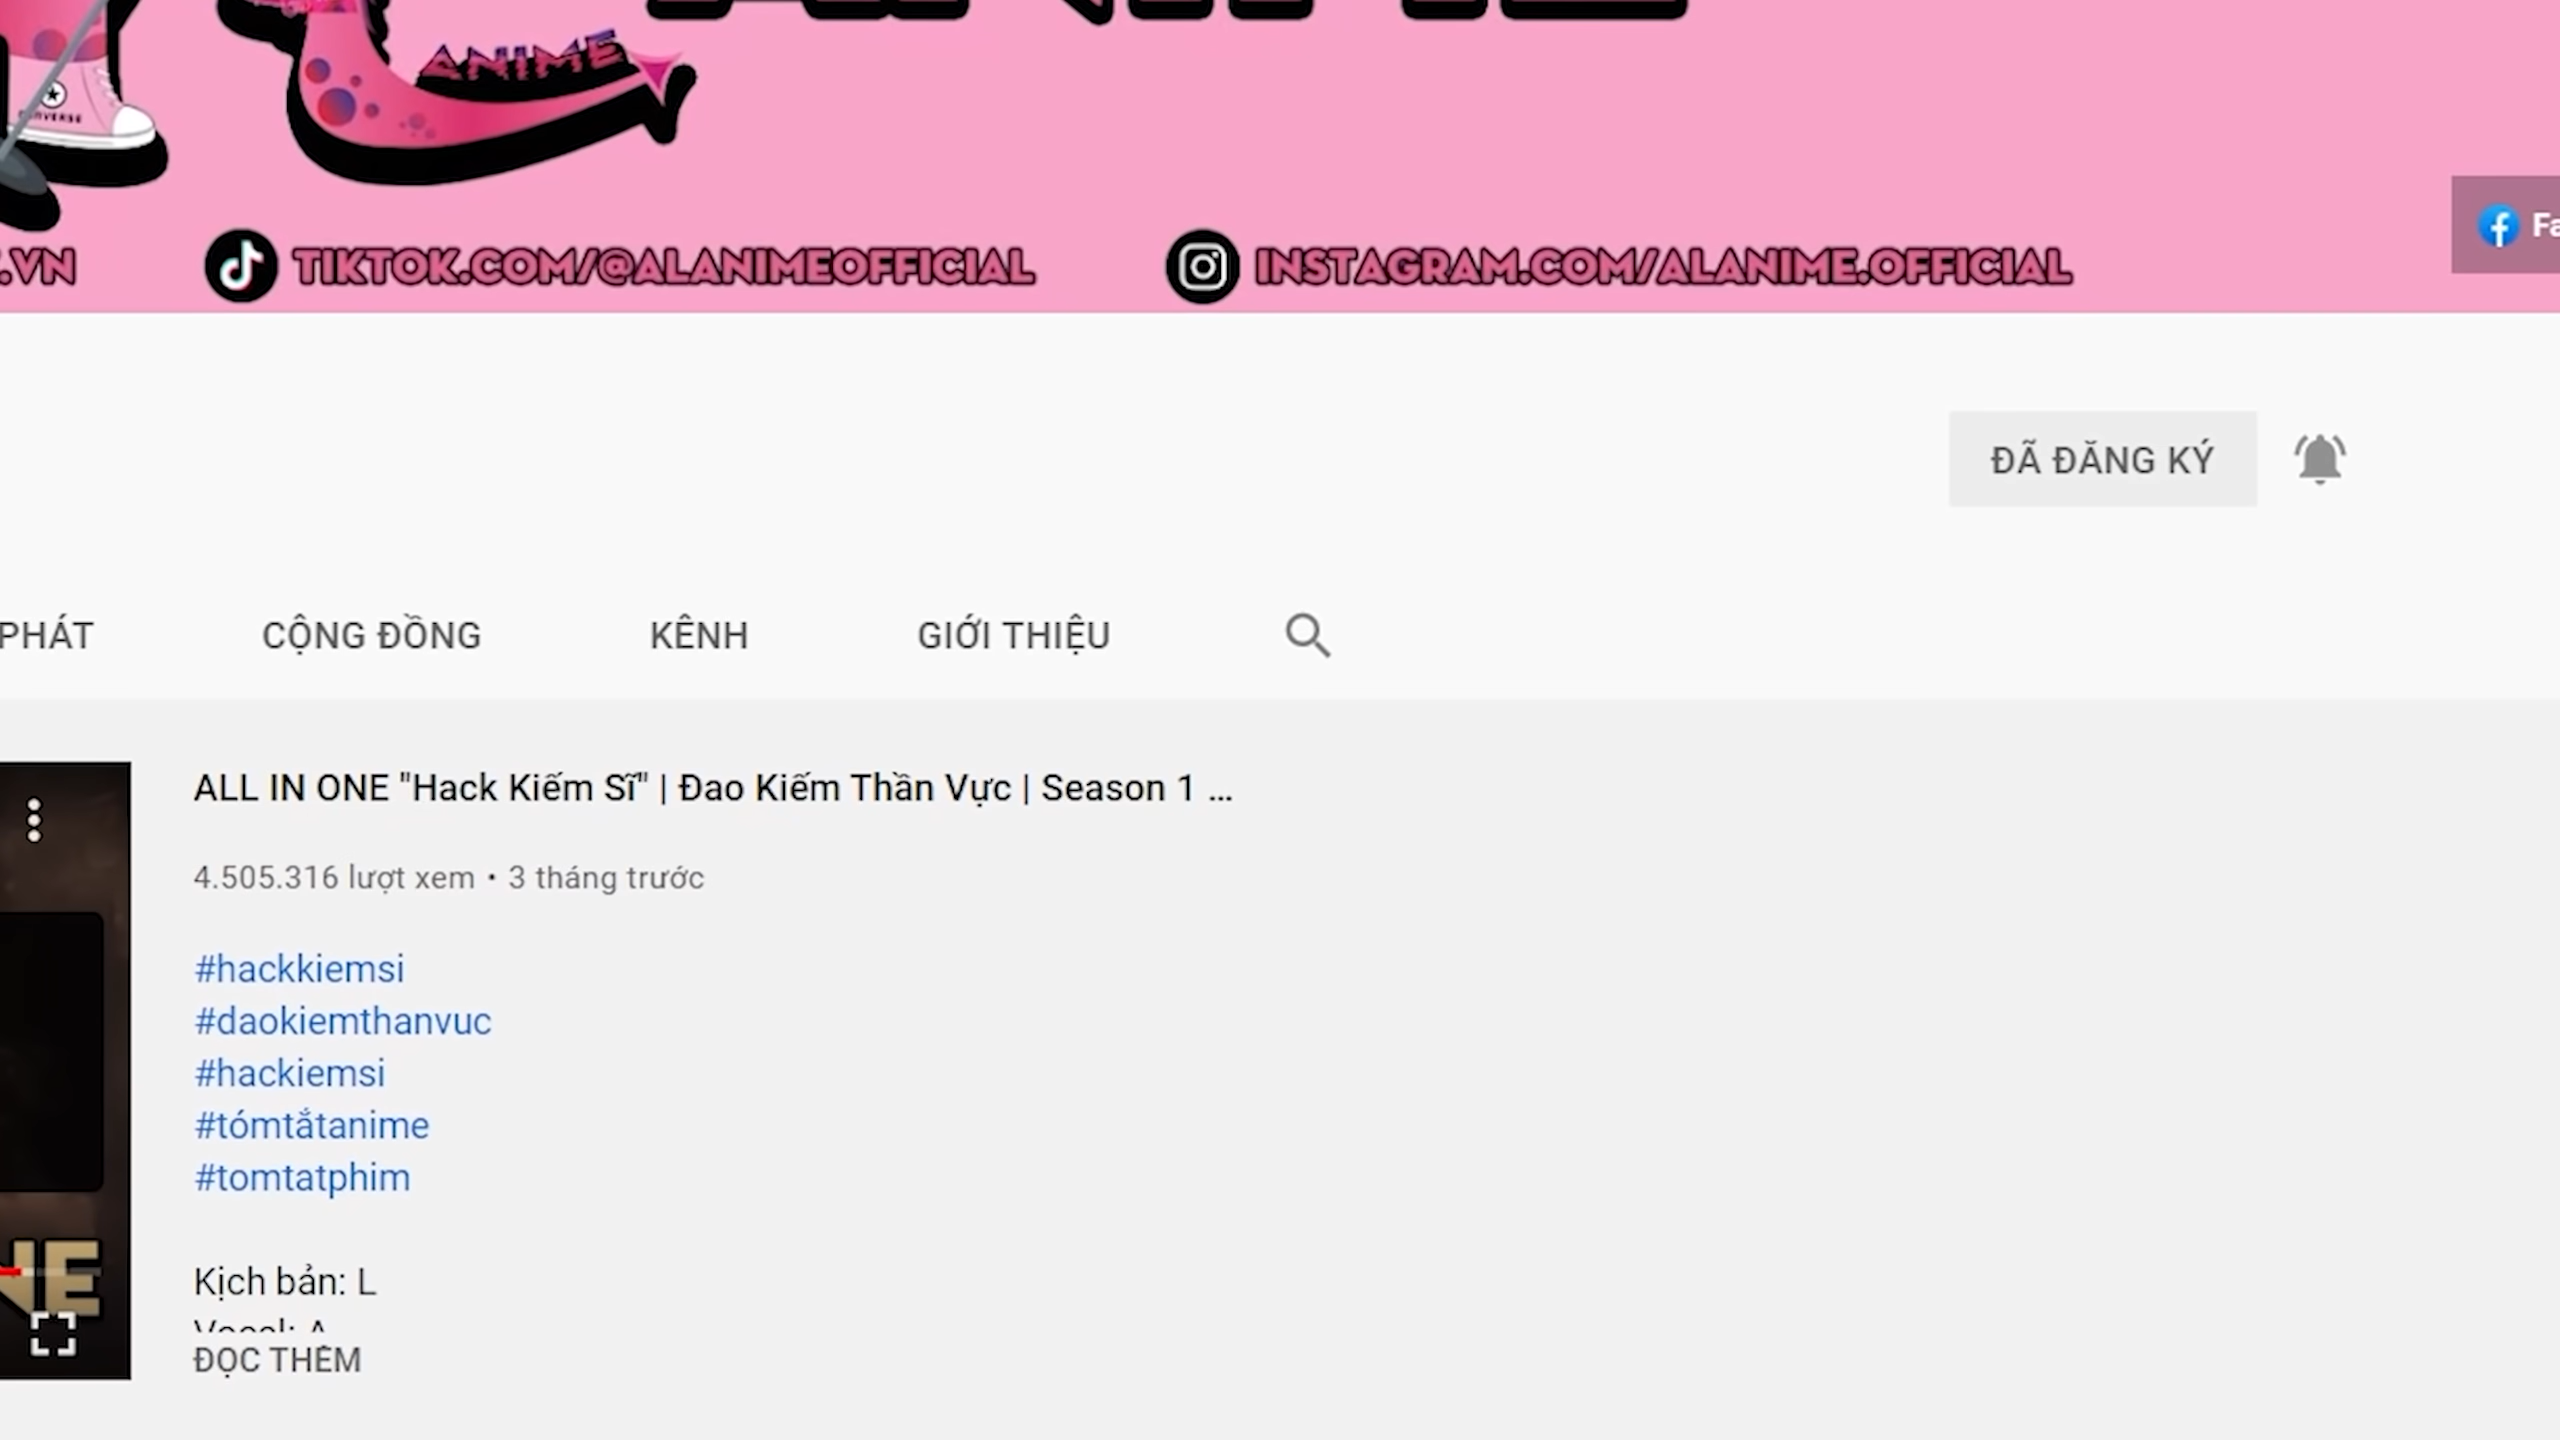 ANIME
.VN
TIKTOK.COM/@ALANIMEOFFICIAL
INSTAGRAM.COM/ALANIME.OFFICIAL
ĐÃ ĐĂNG KÝ
PHÁT
CỘNG ĐỒNG
KÊNH
GIỚI THIỆU
ALL IN ONE "Hack Kiếm Sĩ" | Đao Kiếm Thần Vực | Season 1 ...
4.505.316 lượt xem • 3 tháng trước
#hackkiemsi
#daokiemthanvuc
#hackiemsi
#tómtắtanime
#tomtatphim
Kịch bản: L
ĐỌC THÊM